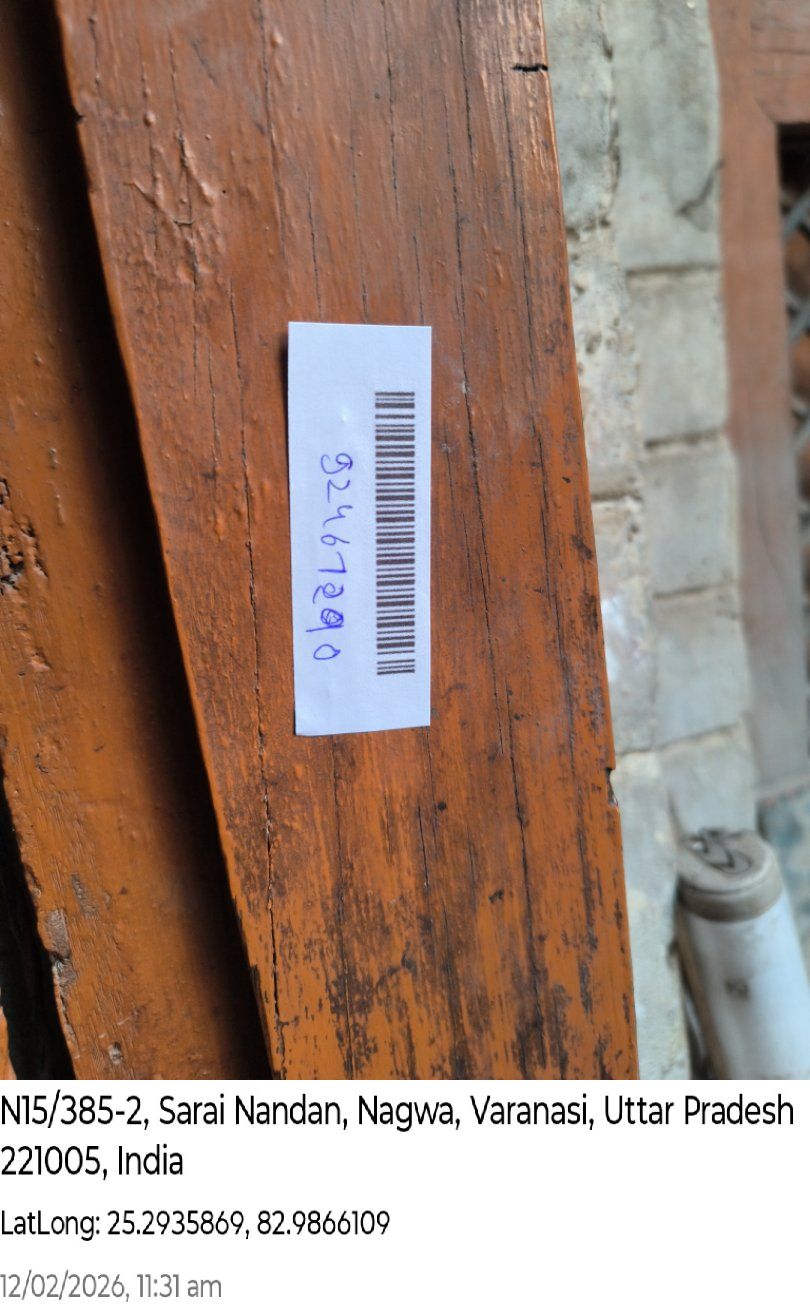 92467290
N15/385-2, Sarai Nandan, Nagwa, Varanasi, Uttar Pradesh
221005, India
LatLong: 25.2935869, 82.9866109
12/02/2026, 11:31 am